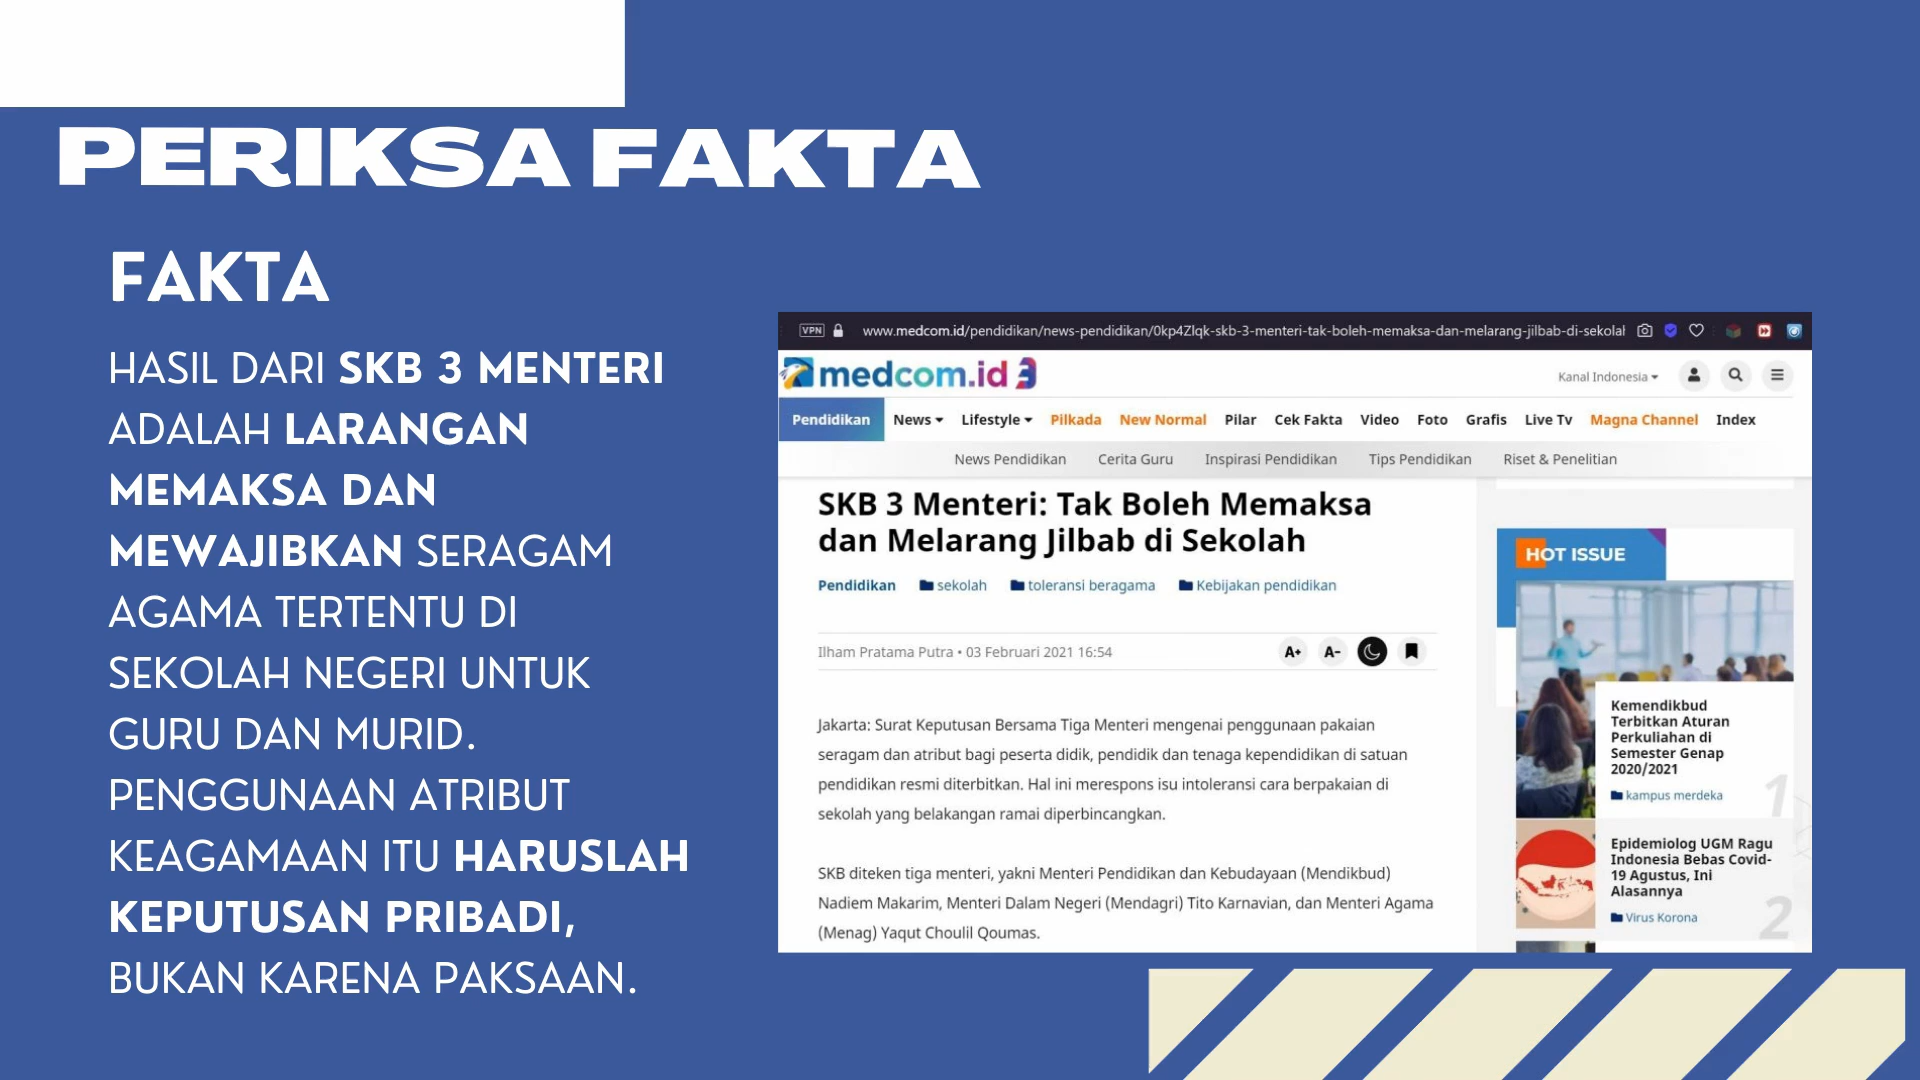 PERIKSA FAKTA
FAKTA
HASIL DARI SKB 3 MENTERI
ADALAH LARANGAN
MEMAKSA DAN
MEWAJIBKAN SERAGAM
AGAMA TERTENTU DI
SEKOLAH NEGERI UNTUK
GURU DAN MURID.
PENGGUNAAN ATRIBUT
KEAGAMAAN ITU HARUSLAH
KEPUTUSAN PRIBADI,
BUKAN KARENA PAKSAAN.
VPN www.medcom.id/pendidikan/news-pendidikan/0kp4Zlqk-skb-3-menteri-tak-boleh-memaksa-dan-melarang-jilbab-di-sekolah
medcom.id 3
Kanal Indonesia
Pendidikan News Lifestyle Pilkada New Normal Pilar Cek Fakta Video Foto Grafis Live Tv Magna Channel Index
News Pendidikan Cerita Guru Inspirasi Pendidikan Tips Pendidikan Riset & Penelitian
SKB 3 Menteri: Tak Boleh Memaksa
dan Melarang Jilbab di Sekolah
Pendidikan sekolah toleransi beragama Kebijakan pendidikan
Ilham Pratama Putra • 03 Februari 2021 16:54 A+ A-
Jakarta: Surat Keputusan Bersama Tiga Menteri mengenai penggunaan pakaian
seragam dan atribut bagi peserta didik, pendidik dan tenaga kependidikan di satuan
pendidikan resmi diterbitkan. Hal ini merespons isu intoleransi cara berpakaian di
sekolah yang belakangan ramai diperbincangkan.
SKB diteken tiga menteri, yakni Menteri Pendidikan dan Kebudayaan (Mendikbud)
Nadiem Makarim, Menteri Dalam Negeri (Mendagri) Tito Karnavian, dan Menteri Agama
(Menag) Yaqut Choulil Qoumas.
HOT ISSUE
Kemendikbud
Terbitkan Aturan
Perkuliahan di
Semester Genap
2020/2021
kampus merdeka
1
Epidemiolog UGM Ragu
Indonesia Bebas Covid-
19 Agustus, Ini
Alasannya
Virus Korona
2